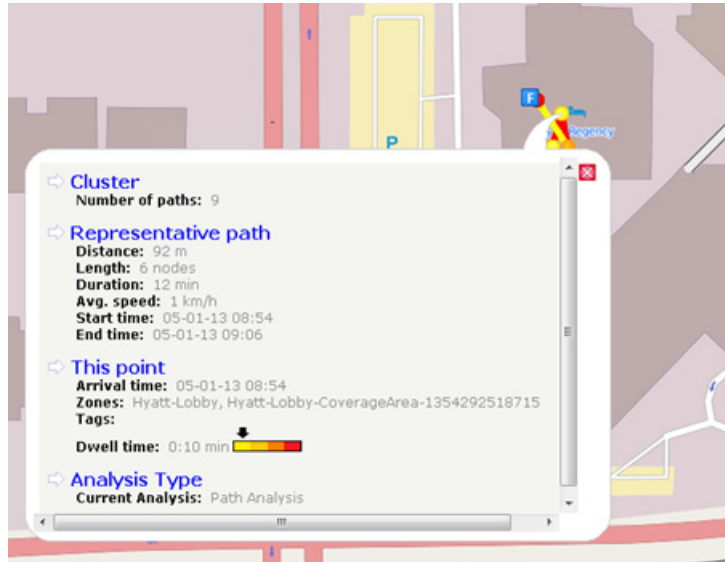 F
Regency
P
Cluster
Number of paths: 9
Representative path
Distance: 92 m
Length: 6 nodes
Duration: 12 min
Avg. speed: 1 km/h
Start time: 05-01-13 08:54
End time: 05-01-13 09:06
This point
Arrival time: 05-01-13 08:54
Zones: Hyatt-Lobby, Hyatt-Lobby-CoverageArea-1354292518715
Tags:
Dwell time: 0:10 min
Analysis Type
Current Analysis: Path Analysis